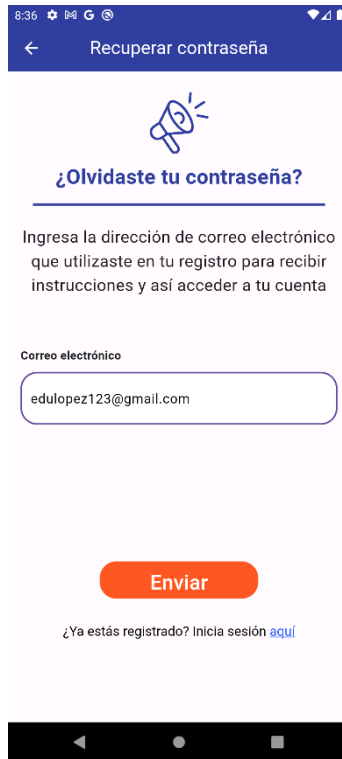 8:36
Recuperar contraseña
¿Olvidaste tu contraseña?
Ingresa la dirección de correo electrónico
que utilizaste en tu registro para recibir
instrucciones y así acceder a tu cuenta
Correo electrónico
edulopez123@gmail.com
Enviar
¿Ya estás registrado? Inicia sesión aquí